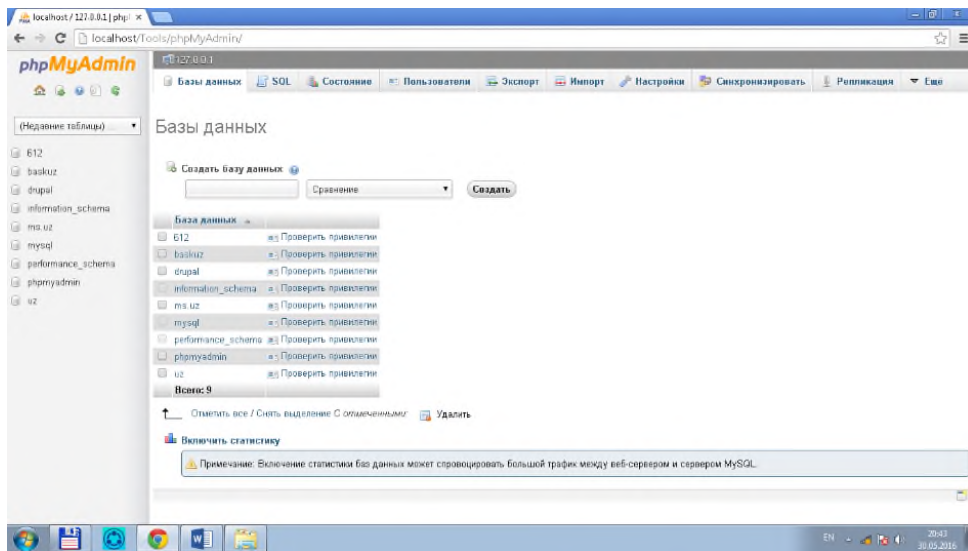 localhost / 127.0.0.1 | php
localhost/Tools/phpMyAdmin/
phpMyAdmin
127.0.0.1
Базы данных
SQL
Состояние
Пользователи
Экспорт
Импорт
Настройки
Синхронизировать
Репликация
Ещё
(Недавние таблицы) ...
612
baskuz
drupal
information_schema
ms.uz
mysql
performance_schema
phpmyadmin
uz
Базы данных
Создать базу данных
Сравнение
Создать
База данных
612 Проверить привилегии
baskuz Проверить привилегии
drupal Проверить привилегии
information_schema Проверить привилегии
ms.uz Проверить привилегии
mysql Проверить привилегии
performance_schema Проверить привилегии
phpmyadmin Проверить привилегии
uz Проверить привилегии
Всего: 9
Отметить все / Снять выделение С отмеченными: Удалить
Включить статистику
Примечание: Включение статистики баз данных может спровоцировать большой трафик между веб-сервером и сервером MySQL.
EN
20:43
30.05.2016